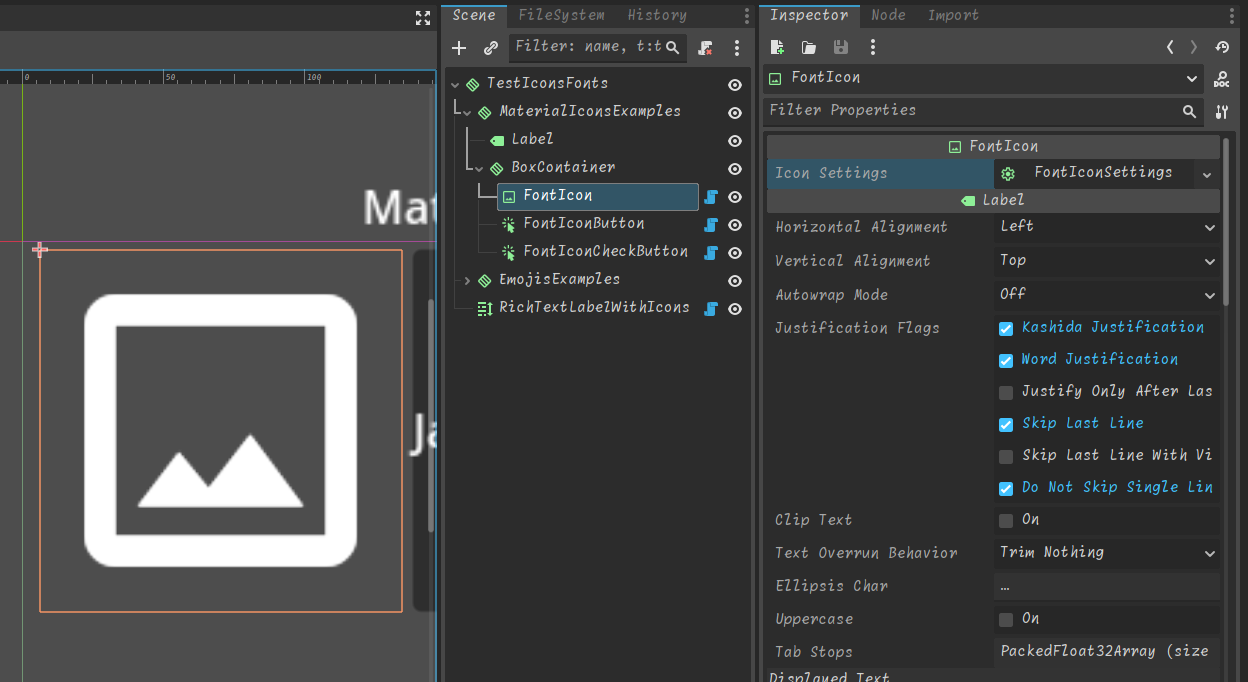 Scene FileSystem History
Filter: name, t:t
TestIconsFonts
MaterialIconsExamples
Label
BoxContainer
FontIcon
FontIconButton
FontIconCheckButton
EmojisExamples
RichTextLabelWithIcons
0 50 100
Mat
Ja
Inspector Node Import
FontIcon
DOC
Filter Properties
FontIcon
Icon Settings FontIconSettings
Label
Horizontal Alignment Left
Vertical Alignment Top
Autowrap Mode Off
Justification Flags Kashida Justification
Word Justification
Justify Only After Las
Skip Last Line
Skip Last Line With Vi
Do Not Skip Single Lin
Clip Text On
Text Overrun Behavior Trim Nothing
Ellipsis Char …
Uppercase On
Tab Stops PackedFloat32Array (size
Displayed Text